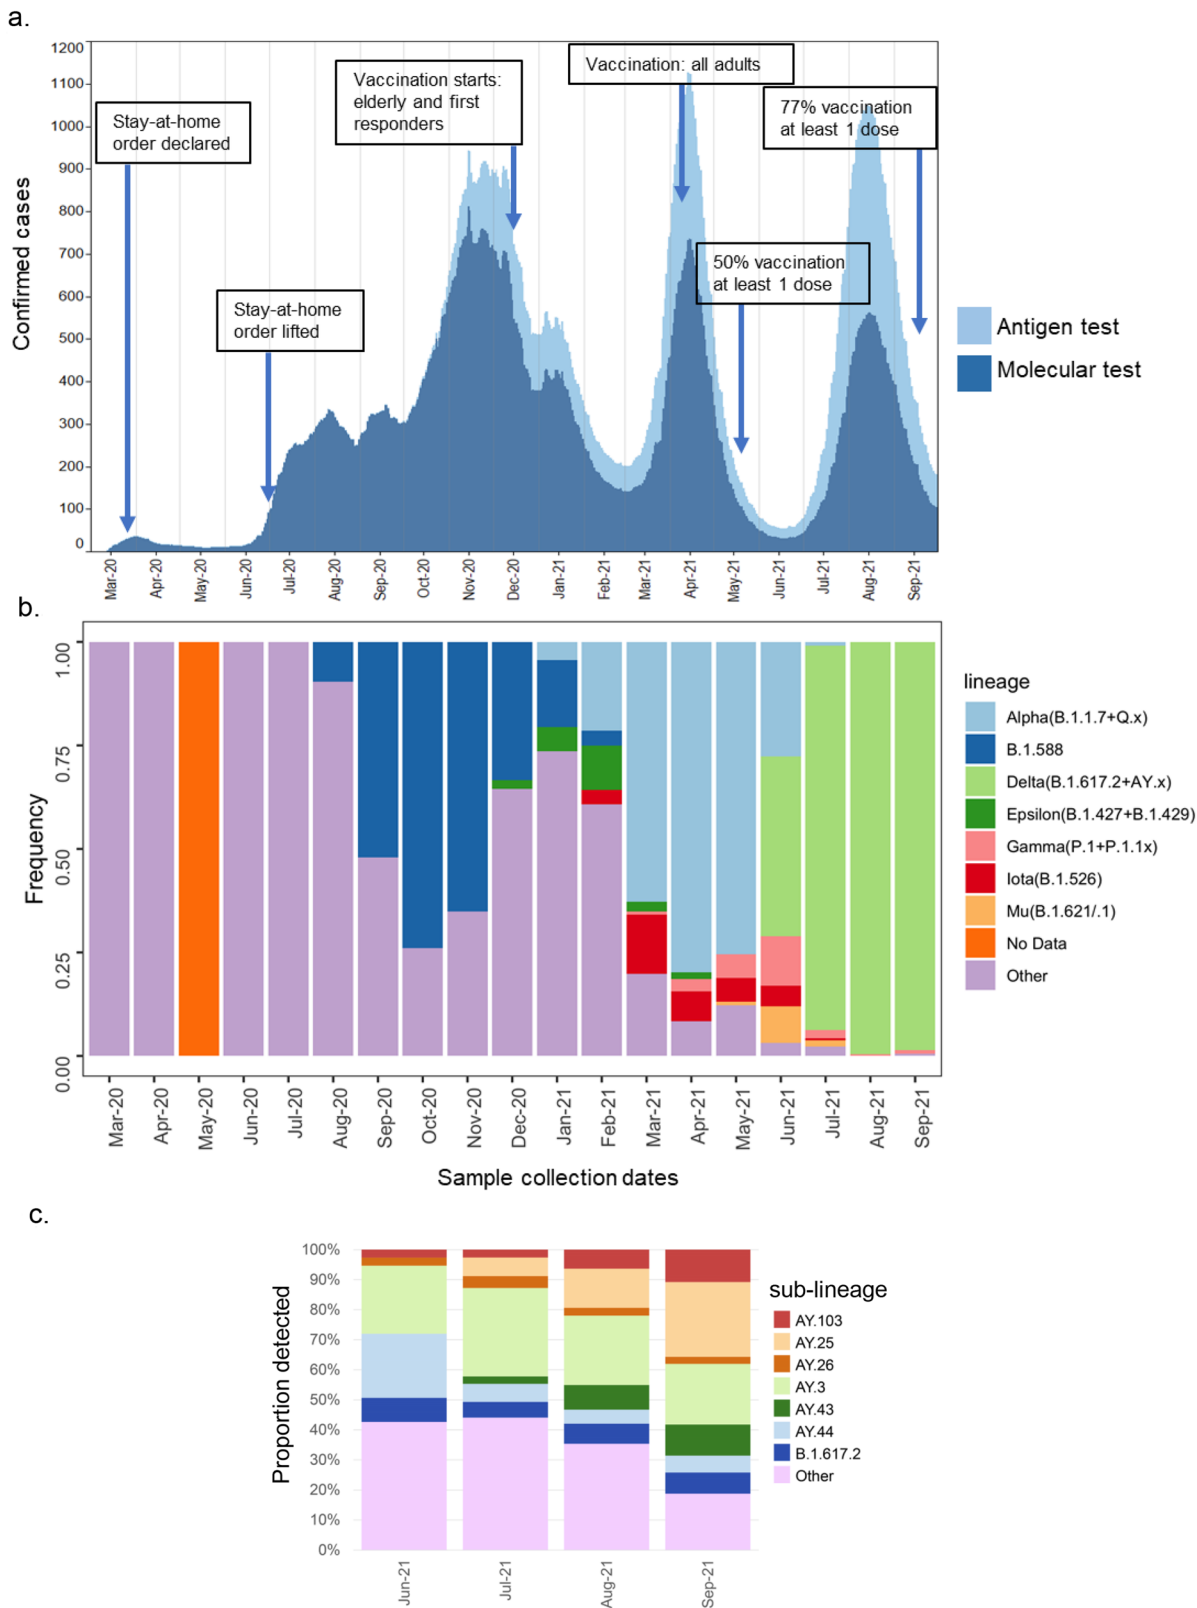 a.
1200
1100
1000
900
800
700
600
500
400
300
200
100
0
Confirmed cases
Stay-at-home
order declared
Stay-at-home
order lifted
Vaccination starts:
elderly and first
responders
Vaccination: all adults
50% vaccination
at least 1 dose
77% vaccination
at least 1 dose
Antigen test
Molecular test
Mar-20
Apr-20
May-20
Jun-20
Jul-20
Aug-20
Sep-20
Oct-20
Nov-20
Dec-20
Jan-21
Feb-21
Mar-21
Apr-21
May-21
Jun-21
Jul-21
Aug-21
Sep-21
b.
1.00
0.75
0.50
0.25
0.00
Frequency
lineage
Alpha(B.1.1.7+Q.x)
B.1.588
Delta(B.1.617.2+AY.x)
Epsilon(B.1.427+B.1.429)
Gamma(P.1+P.1.1x)
Iota(B.1.526)
Mu(B.1.621/.1)
No Data
Other
Mar-20
Apr-20
May-20
Jun-20
Jul-20
Aug-20
Sep-20
Oct-20
Nov-20
Dec-20
Jan-21
Feb-21
Mar-21
Apr-21
May-21
Jun-21
Jul-21
Aug-21
Sep-21
Sample collection dates
c.
100%
90%
80%
70%
60%
50%
40%
30%
20%
10%
0%
Proportion detected
sub-lineage
AY.103
AY.25
AY.26
AY.3
AY.43
AY.44
B.1.617.2
Other
Jun-21
Jul-21
Aug-21
Sep-21